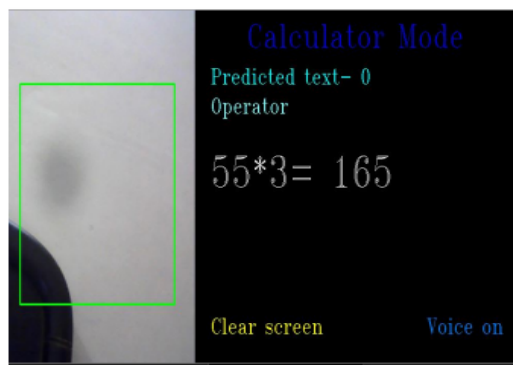 Calculator Mode
Predicted text- 0
Operator
55*3= 165
Clear screen
Voice on